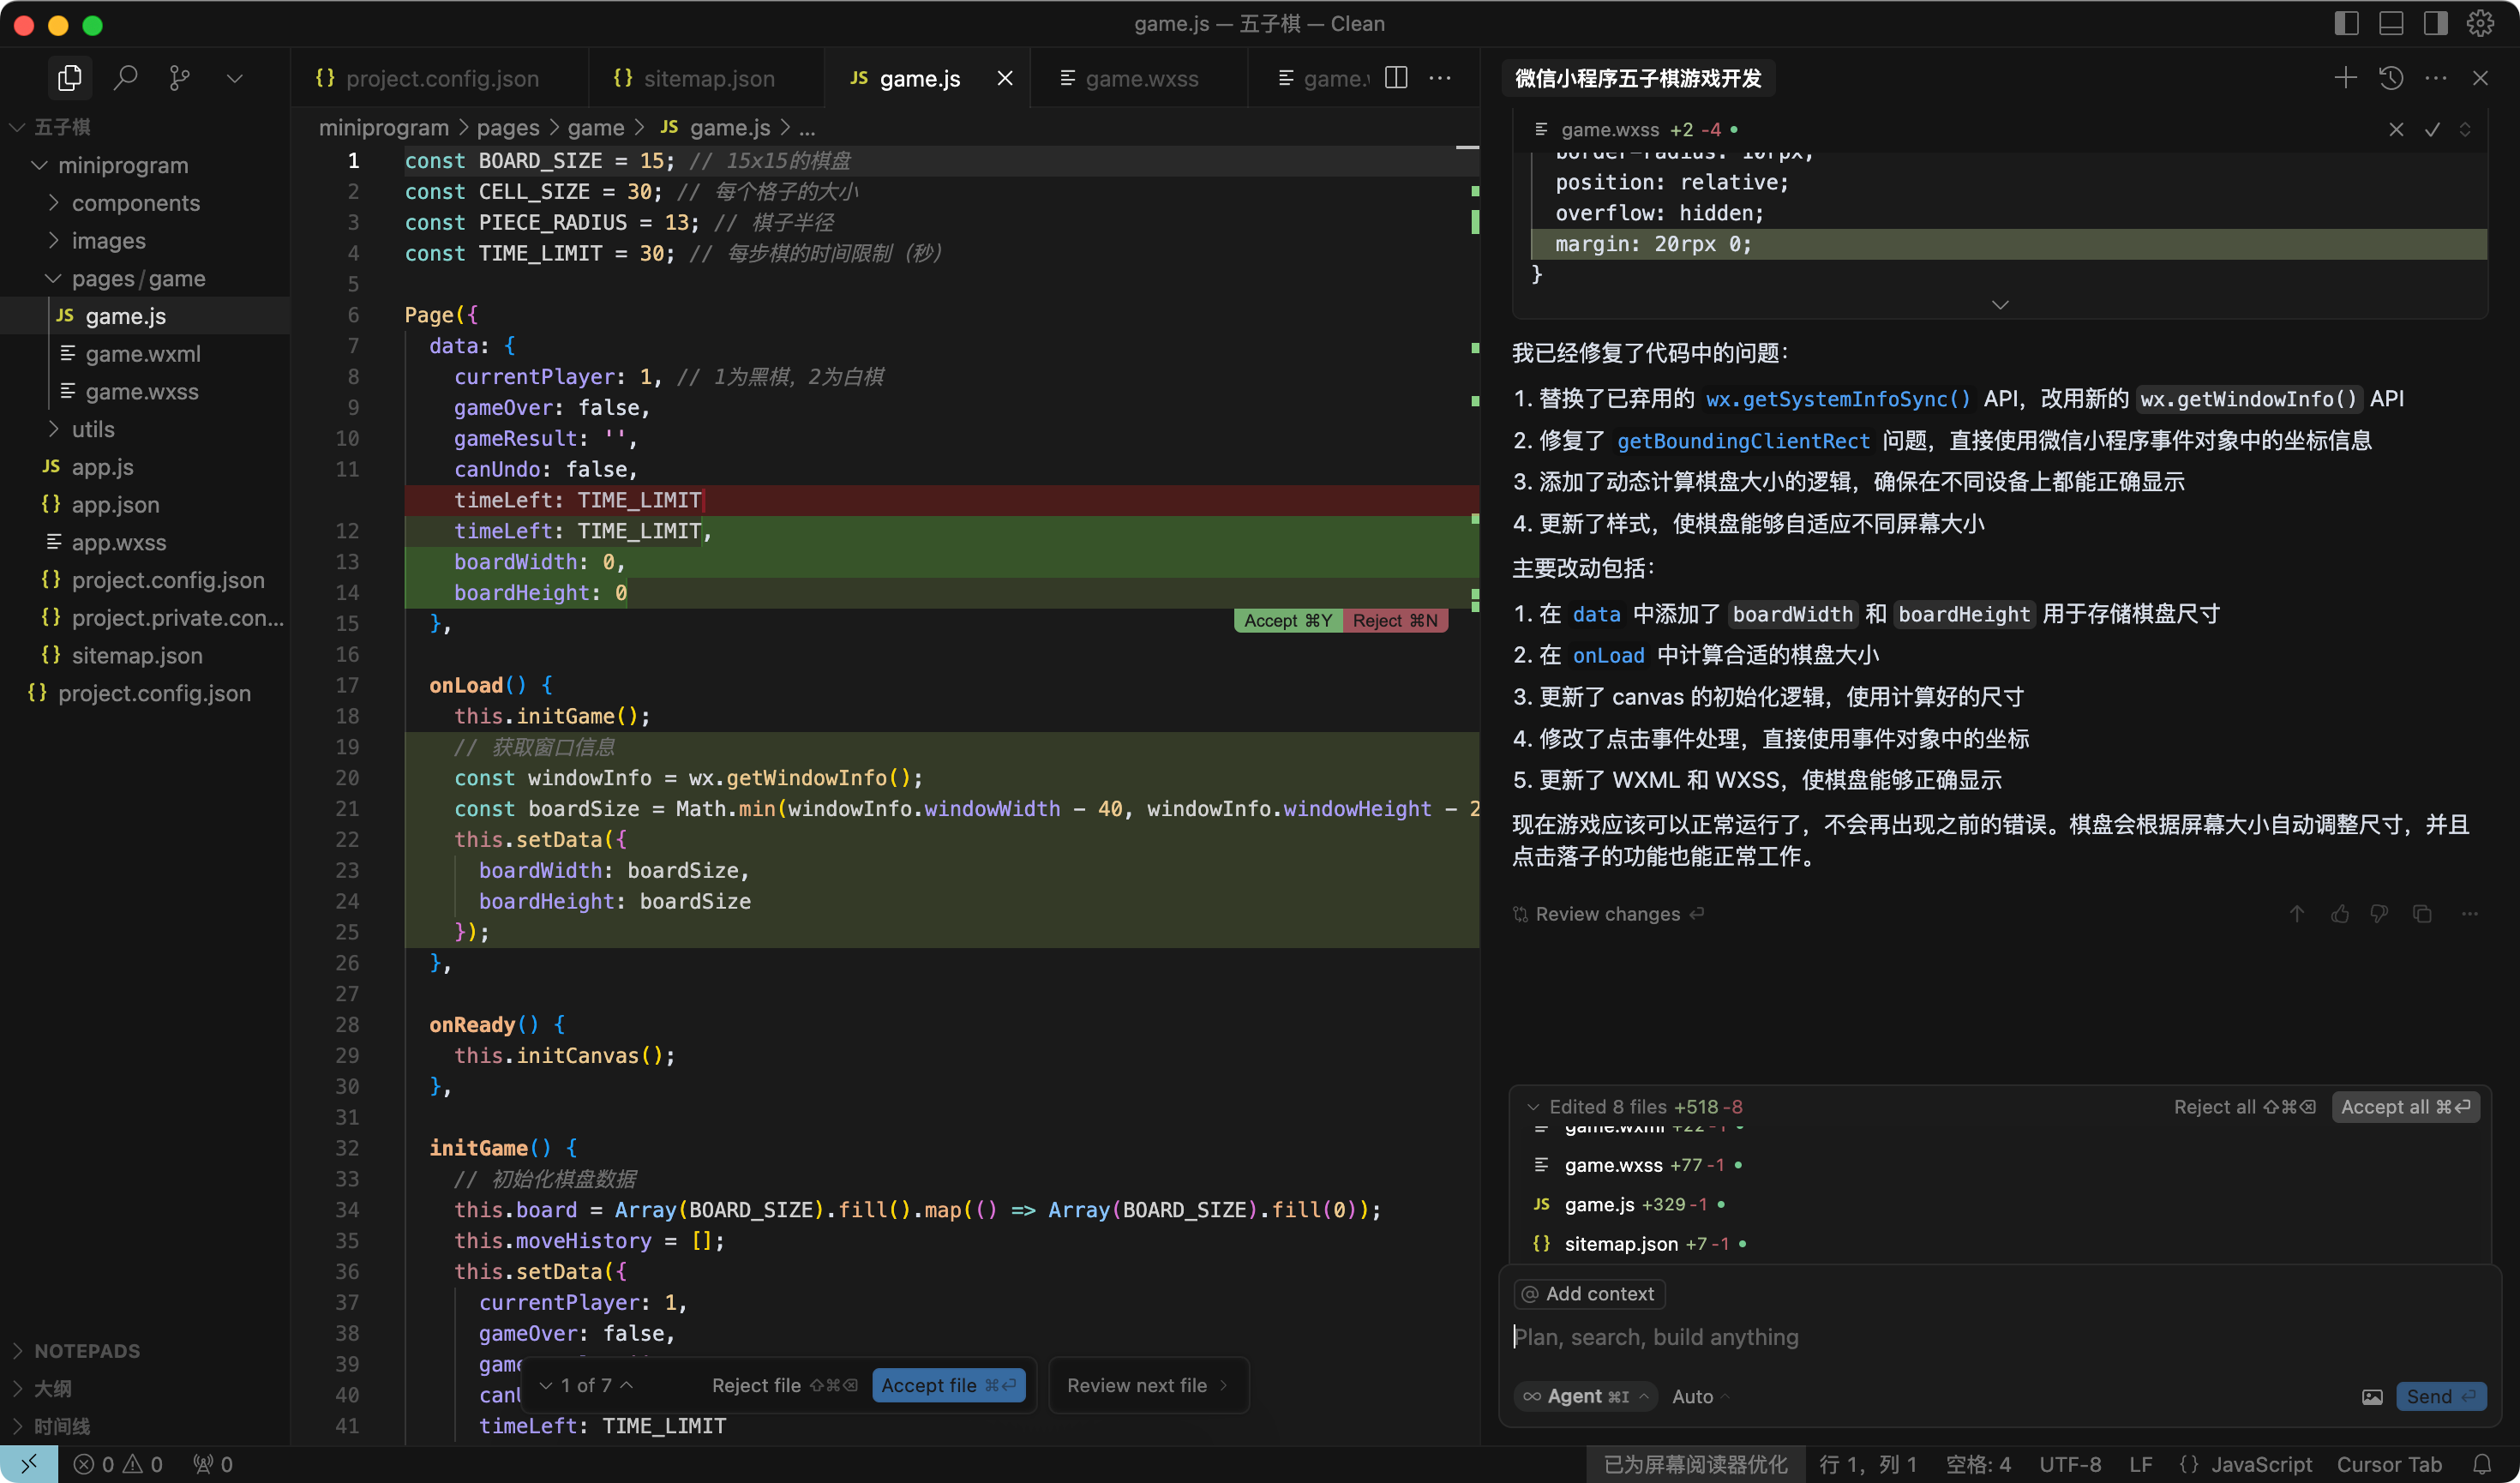 game.js — 五子棋 — Clean
project.config.json
sitemap.json
JS game.js
game.wxss
game.
微信小程序五子棋游戏开发
五子棋
miniprogram
components
images
pages/game
JS game.js
game.wxml
game.wxss
utils
JS app.js
{} app.json
app.wxss
{} project.config.json
{} project.private.con...
{} sitemap.json
{} project.config.json
NOTEPADS
大纲
时间线
miniprogram > pages > game > JS game.js > ...
1 const BOARD_SIZE = 15; // 15x15的棋盘
2 const CELL_SIZE = 30; // 每个格子的大小
3 const PIECE_RADIUS = 13; // 棋子半径
4 const TIME_LIMIT = 30; // 每步棋的时间限制（秒）
5
6 Page({
7 data: {
8 currentPlayer: 1, // 1为黑棋，2为白棋
9 gameOver: false,
10 gameResult: '',
11 canUndo: false,
timeLeft: TIME_LIMIT
12 timeLeft: TIME_LIMIT,
13 boardWidth: 0,
14 boardHeight: 0
15 },
Accept ⌘Y Reject ⌘N
16
17 onLoad() {
18 this.initGame();
19 // 获取窗口信息
20 const windowInfo = wx.getWindowInfo();
21 const boardSize = Math.min(windowInfo.windowWidth - 40, windowInfo.windowHeight - 2
22 this.setData({
23 boardWidth: boardSize,
24 boardHeight: boardSize
25 });
26 },
27
28 onReady() {
29 this.initCanvas();
30 },
31
32 initGame() {
33 // 初始化棋盘数据
34 this.board = Array(BOARD_SIZE).fill().map(() => Array(BOARD_SIZE).fill(0));
35 this.moveHistory = [];
36 this.setData({
37 currentPlayer: 1,
38 gameOver: false,
39 game
40 canU
41 timeLeft: TIME_LIMIT
1 of 7 Reject file ⇧⌘⌫ Accept file ⌘⏎ Review next file
game.wxss +2 -4
border-radius: 10rpx;
position: relative;
overflow: hidden;
margin: 20rpx 0;
}
我已经修复了代码中的问题：
1. 替换了已弃用的 wx.getSystemInfoSync() API，改用新的 wx.getWindowInfo() API
2. 修复了 getBoundingClientRect 问题，直接使用微信小程序事件对象中的坐标信息
3. 添加了动态计算棋盘大小的逻辑，确保在不同设备上都能正确显示
4. 更新了样式，使棋盘能够自适应不同屏幕大小
主要改动包括：
1. 在 data 中添加了 boardWidth 和 boardHeight 用于存储棋盘尺寸
2. 在 onLoad 中计算合适的棋盘大小
3. 更新了 canvas 的初始化逻辑，使用计算好的尺寸
4. 修改了点击事件处理，直接使用事件对象中的坐标
5. 更新了 WXML 和 WXSS，使棋盘能够正确显示
现在游戏应该可以正常运行了，不会再出现之前的错误。棋盘会根据屏幕大小自动调整尺寸，并且
点击落子的功能也能正常工作。
Review changes ⏎
Edited 8 files +518 -8 Reject all ⇧⌘⌫ Accept all ⌘⏎
game.wxml +22 -1
game.wxss +77 -1
JS game.js +329 -1
{} sitemap.json +7 -1
@ Add context
Plan, search, build anything
∞ Agent ⌘I Auto Send ⏎
0 0 0
已为屏幕阅读器优化 行 1，列 1 空格: 4 UTF-8 LF {} JavaScript Cursor Tab